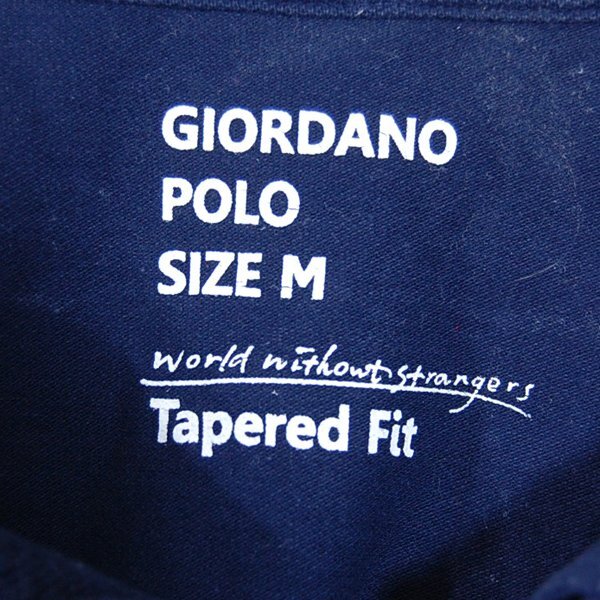 GIORDANO
POLO
SIZE M
World without strangers
Tapered Fit